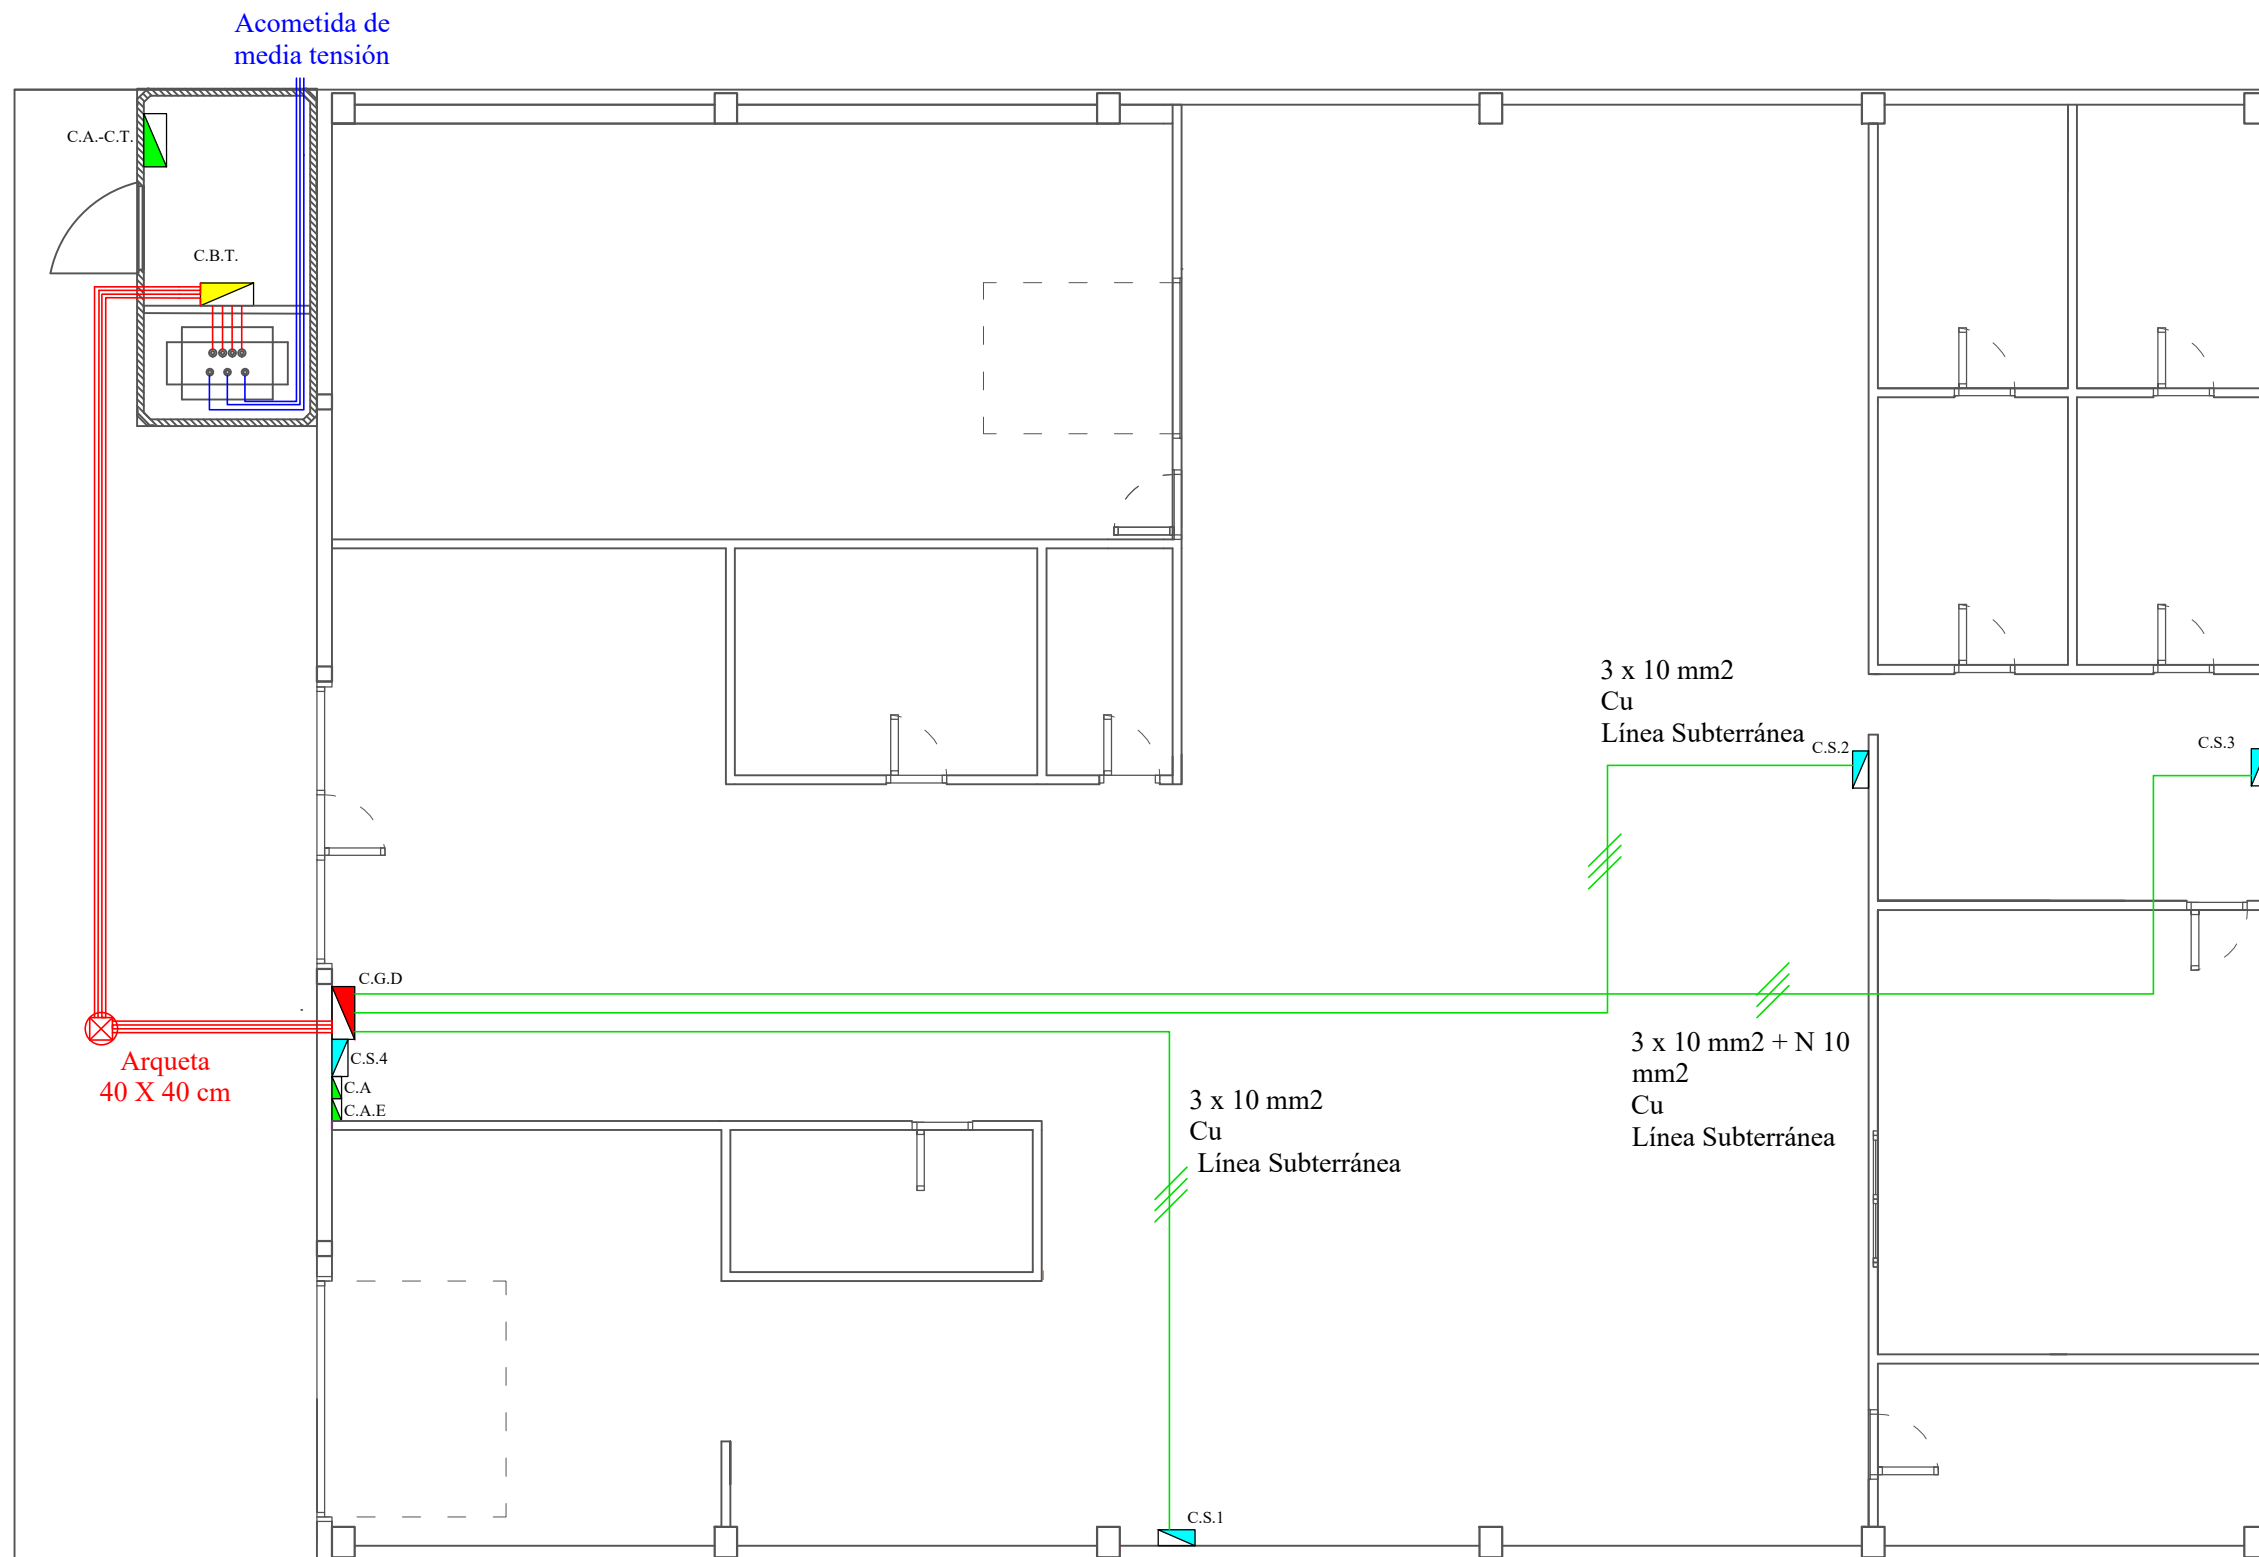 Acometida de
media tensión
C.A.-C.T.
C.B.T.
3 x 10 mm2
Cu
Línea Subterránea
C.S.2
C.S.3
C.G.D
Arqueta
40 X 40 cm
C.S.4
C.A
C.A.E
3 x 10 mm2 + N 10
mm2
Cu
Línea Subterránea
3 x 10 mm2
Cu
Línea Subterránea
C.S.1